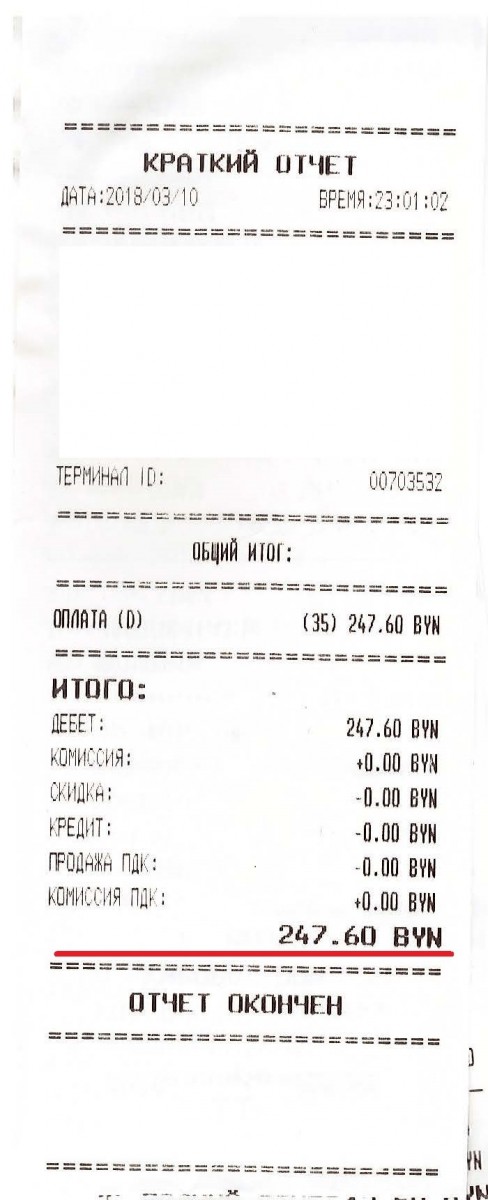 ==============================
КРАТКИЙ ОТЧЕТ
ДАТА:2018/03/10 ВРЕМЯ:23:01:02
==============================
ТЕРМИНАЛ ID: 00703532
==============================
ОБЩИЙ ИТОГ:
==============================
ОПЛАТА (D) (35) 247.60 BYN
==============================
ИТОГО:
ДЕБЕТ: 247.60 BYN
КОМИССИЯ: +0.00 BYN
СКИДКА: -0.00 BYN
КРЕДИТ: -0.00 BYN
ПРОДАЖА ПДК: -0.00 BYN
КОМИССИЯ ПДК: +0.00 BYN
247.60 BYN
==============================
ОТЧЕТ ОКОНЧЕН
==============================
==============================